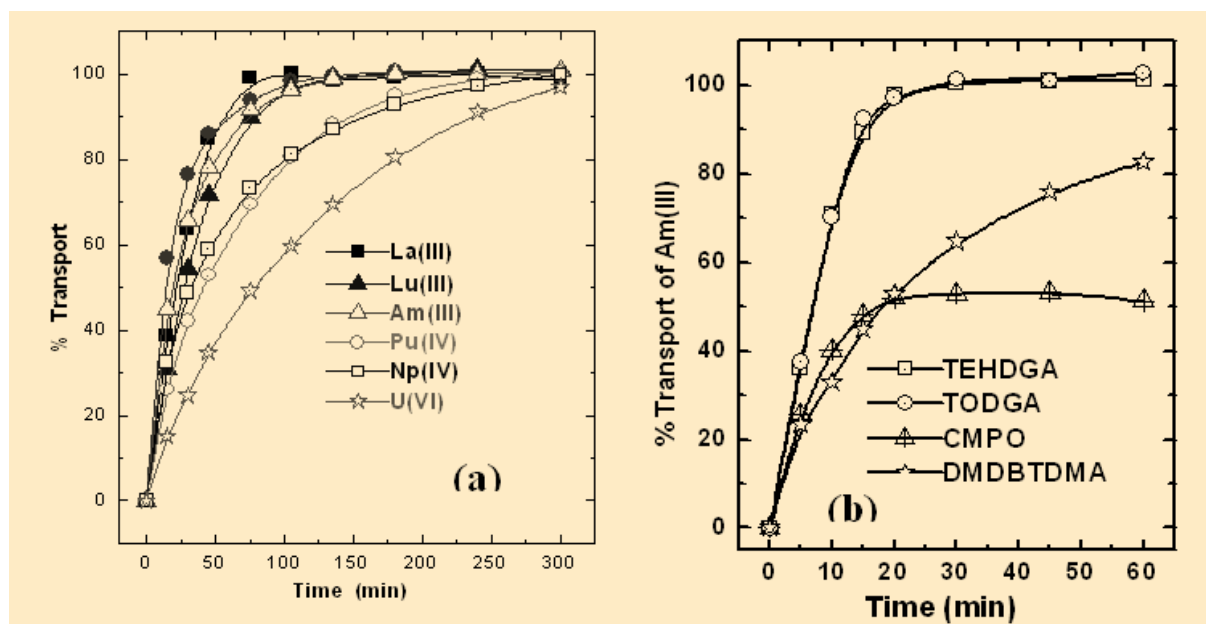 % Transport
100
80
60
40
20
0
La(III)
Lu(III)
Am(III)
Pu(IV)
Np(IV)
U(VI)
(a)
0 50 100 150 200 250 300
Time (min)
%Transport of Am(III)
100
80
60
40
20
0
TEHDGA
TODGA
CMPO
DMDBTDMA
(b)
0 10 20 30 40 50 60
Time (min)